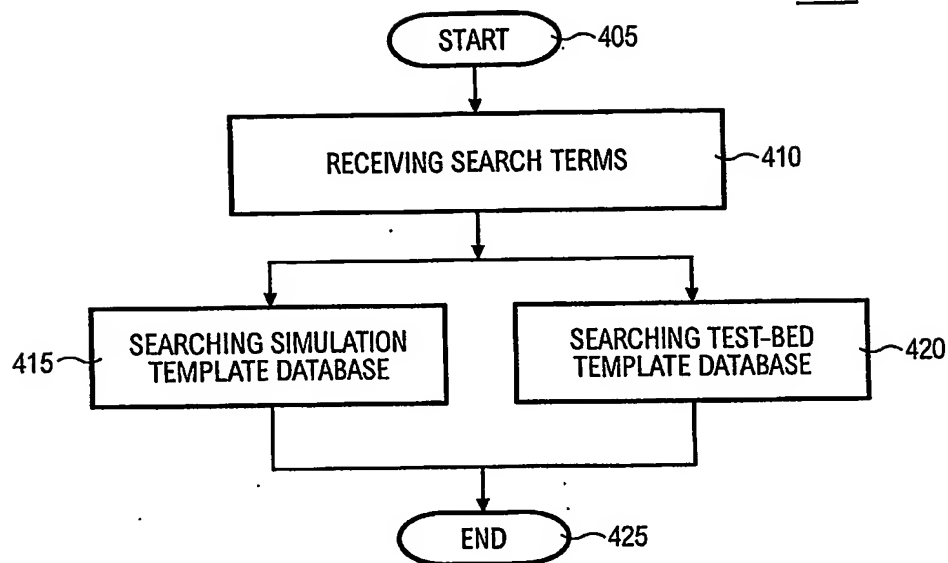 START
405
RECEIVING SEARCH TERMS
410
415
SEARCHING SIMULATION
TEMPLATE DATABASE
SEARCHING TEST-BED
TEMPLATE DATABASE
420
END
425